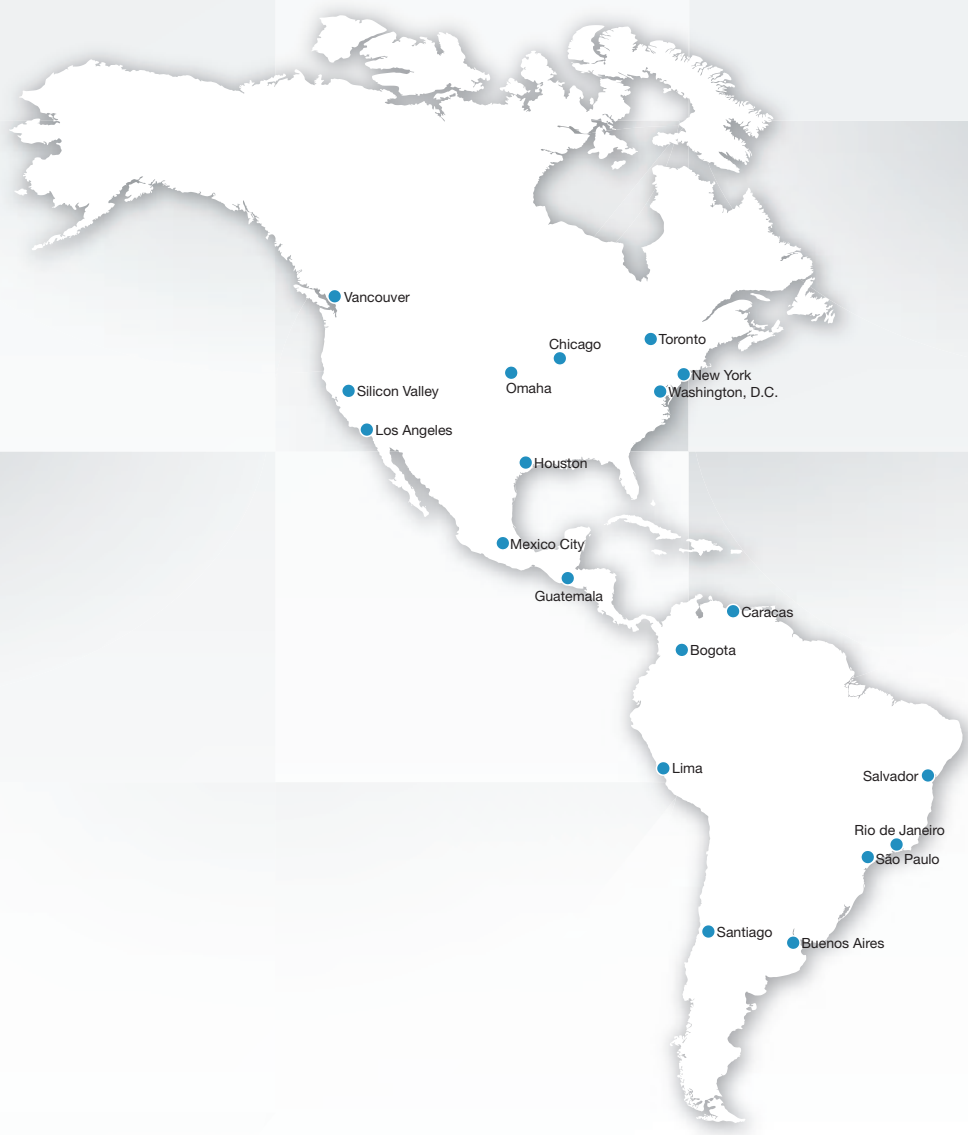 Vancouver
Toronto
Chicago
New York
Omaha
Washington, D.C.
Silicon Valley
Los Angeles
Houston
Mexico City
Guatemala
Caracas
Bogota
Lima
Salvador
Rio de Janeiro
São Paulo
Santiago
Buenos Aires